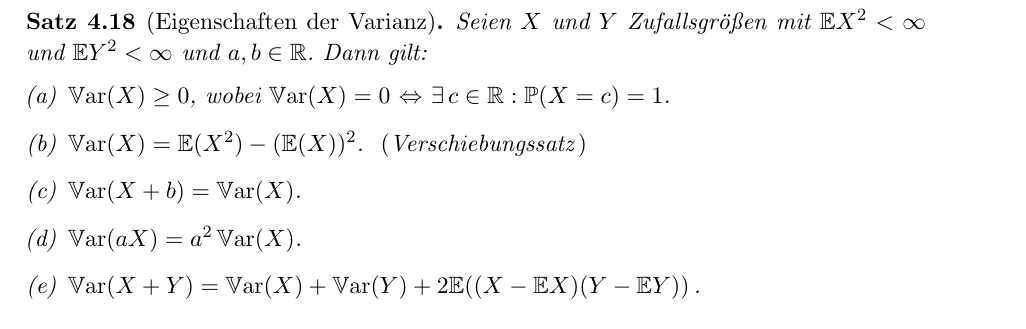 Satz 4.18 (Eigenschaften der Varianz). Seien X und Y Zufallsgrößen mit 𝔼X² < ∞
und 𝔼Y² < ∞ und a, b ∈ ℝ. Dann gilt:
(a) 𝕍ar(X) ≥ 0, wobei 𝕍ar(X) = 0 ⇔ ∃ c ∈ ℝ : ℙ(X = c) = 1.
(b) 𝕍ar(X) = 𝔼(X²) − (𝔼(X))². (Verschiebungssatz)
(c) 𝕍ar(X + b) = 𝕍ar(X).
(d) 𝕍ar(aX) = a² 𝕍ar(X).
(e) 𝕍ar(X + Y) = 𝕍ar(X) + 𝕍ar(Y) + 2𝔼((X − 𝔼X)(Y − 𝔼Y)) .